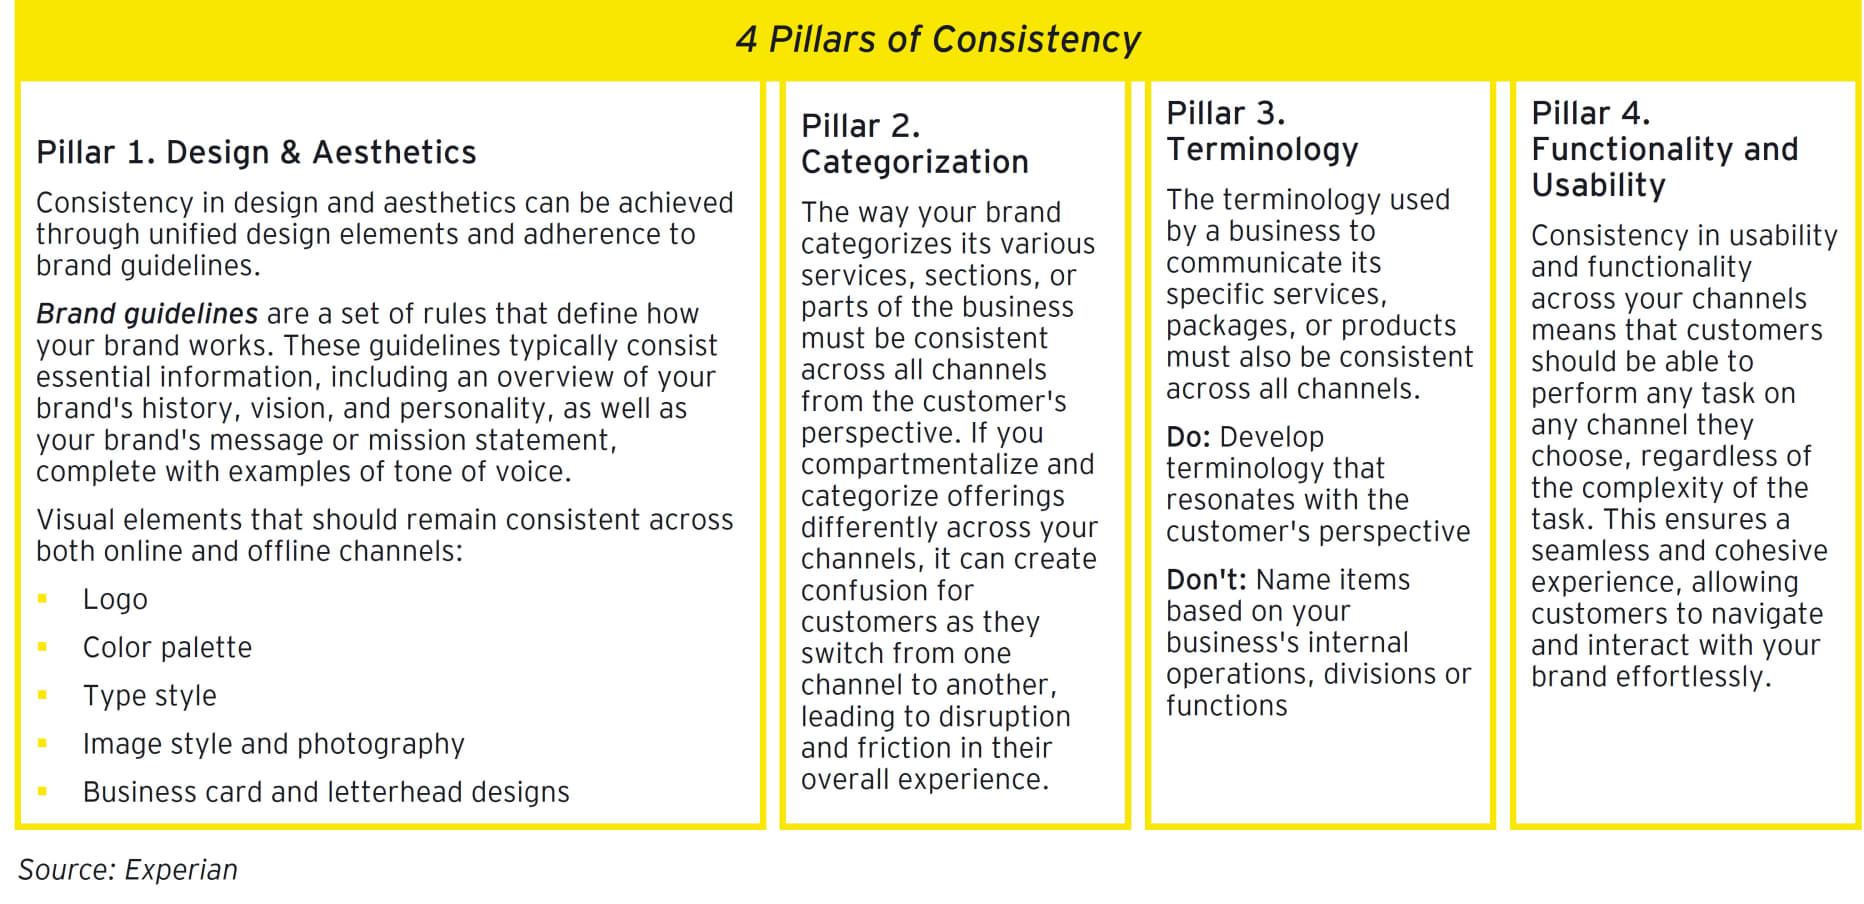 4 Pillars of Consistency
Pillar 1. Design & Aesthetics
Consistency in design and aesthetics can be achieved
through unified design elements and adherence to
brand guidelines.
Brand guidelines are a set of rules that define how
your brand works. These guidelines typically consist
essential information, including an overview of your
brand's history, vision, and personality, as well as
your brand's message or mission statement,
complete with examples of tone of voice.
Visual elements that should remain consistent across
both online and offline channels:
▪ Logo
▪ Color palette
▪ Type style
▪ Image style and photography
▪ Business card and letterhead designs
Pillar 2.
Categorization
The way your brand
categorizes its various
services, sections, or
parts of the business
must be consistent
across all channels
from the customer's
perspective. If you
compartmentalize and
categorize offerings
differently across your
channels, it can create
confusion for
customers as they
switch from one
channel to another,
leading to disruption
and friction in their
overall experience.
Pillar 3.
Terminology
The terminology used
by a business to
communicate its
specific services,
packages, or products
must also be consistent
across all channels.
Do: Develop
terminology that
resonates with the
customer's perspective
Don't: Name items
based on your
business's internal
operations, divisions or
functions
Pillar 4.
Functionality and
Usability
Consistency in usability
and functionality
across your channels
means that customers
should be able to
perform any task on
any channel they
choose, regardless of
the complexity of the
task. This ensures a
seamless and cohesive
experience, allowing
customers to navigate
and interact with your
brand effortlessly.
Source: Experian